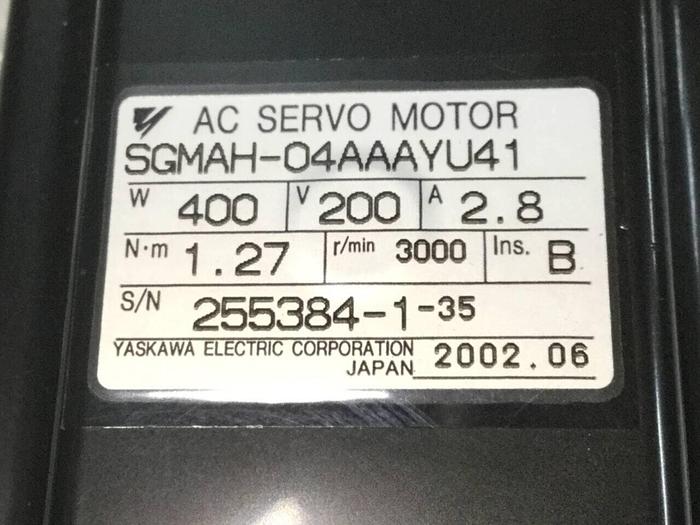 AC SERVO MOTOR
SGMAH-04AAAYU41
W 400 V 200 A 2.8
N·m 1.27 r/min 3000 Ins. B
S/N 255384-1-35
YASKAWA ELECTRIC CORPORATION
JAPAN 2002.06